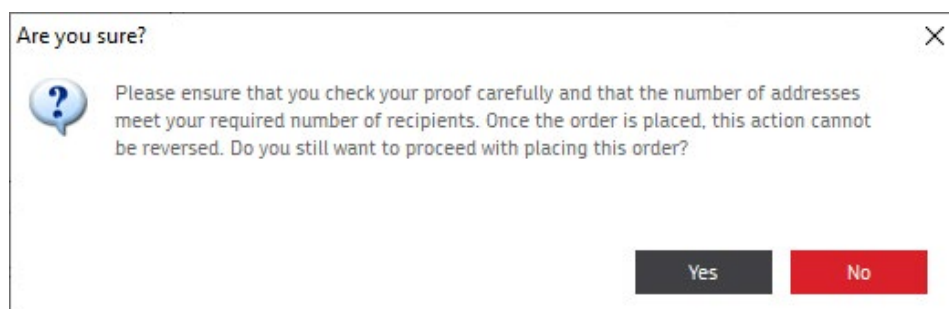 Are you sure?
Please ensure that you check your proof carefully and that the number of addresses
meet your required number of recipients. Once the order is placed, this action cannot
be reversed. Do you still want to proceed with placing this order?
Yes
No